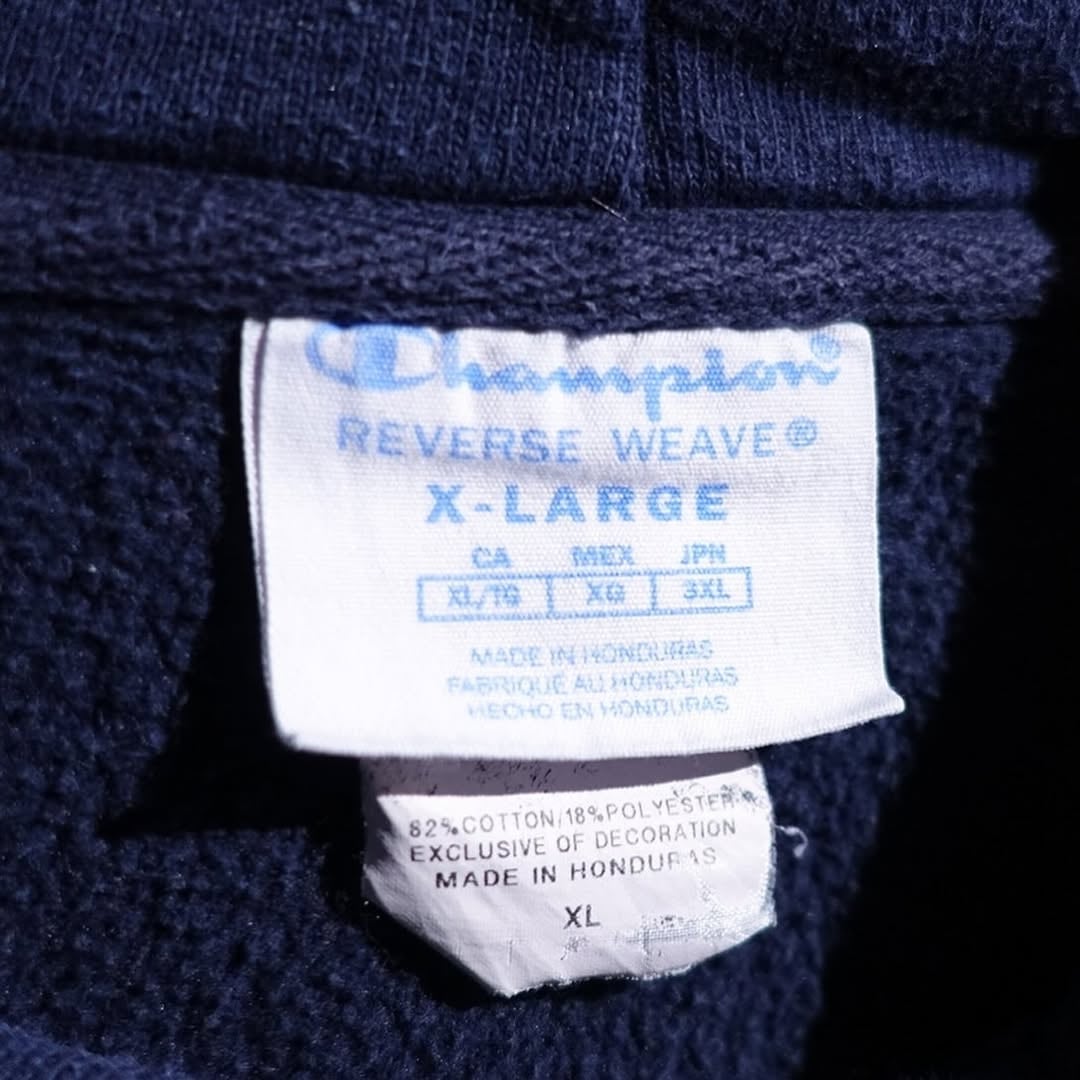 Champion®
REVERSE WEAVE®
X-LARGE
CA MEX JPN
XL/TG XG 3XL
MADE IN HONDURAS
FABRIQUE AU HONDURAS
HECHO EN HONDURAS
82%COTTON/18%POLYESTER
EXCLUSIVE OF DECORATION
MADE IN HONDURAS
XL